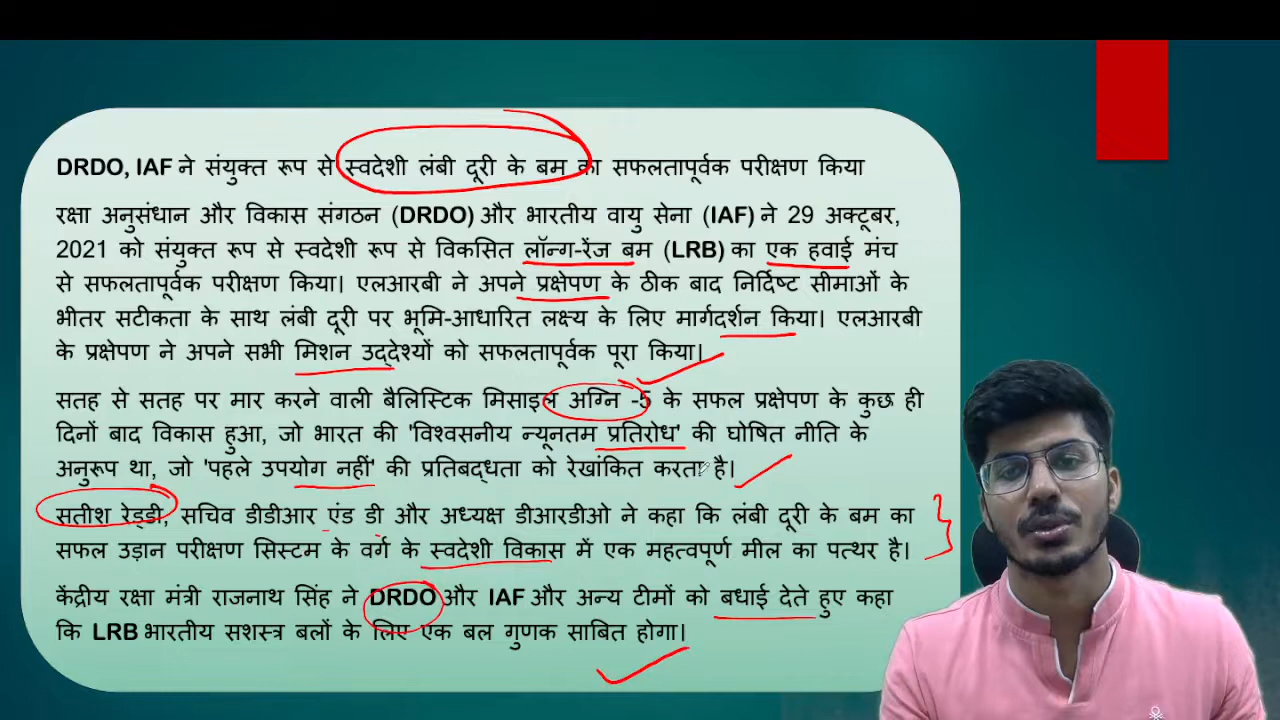 DRDO, IAF ने संयुक्त रूप से स्वदेशी लंबी दूरी के बम का सफलतापूर्वक परीक्षण किया
रक्षा अनुसंधान और विकास संगठन (DRDO) और भारतीय वायु सेना (IAF) ने 29 अक्टूबर,
2021 को संयुक्त रूप से स्वदेशी रूप से विकसित लॉन्ग-रेंज बम (LRB) का एक हवाई मंच
से सफलतापूर्वक परीक्षण किया। एलआरबी ने अपने प्रक्षेपण के ठीक बाद निर्दिष्ट सीमाओं के
भीतर सटीकता के साथ लंबी दूरी पर भूमि-आधारित लक्ष्य के लिए मार्गदर्शन किया। एलआरबी
के प्रक्षेपण ने अपने सभी मिशन उद्देश्यों को सफलतापूर्वक पूरा किया।
सतह से सतह पर मार करने वाली बैलिस्टिक मिसाइल अग्नि -5 के सफल प्रक्षेपण के कुछ ही
दिनों बाद विकास हुआ, जो भारत की 'विश्वसनीय न्यूनतम प्रतिरोध' की घोषित नीति के
अनुरूप था, जो 'पहले उपयोग नहीं' की प्रतिबद्धता को रेखांकित करता है।
सतीश रेड्डी, सचिव डीडीआर एंड डी और अध्यक्ष डीआरडीओ ने कहा कि लंबी दूरी के बम का
सफल उड़ान परीक्षण सिस्टम के वर्ग के स्वदेशी विकास में एक महत्वपूर्ण मील का पत्थर है।
केंद्रीय रक्षा मंत्री राजनाथ सिंह ने DRDO और IAF और अन्य टीमों को बधाई देते हुए कहा
कि LRB भारतीय सशस्त्र बलों के लिए एक बल गुणक साबित होगा।